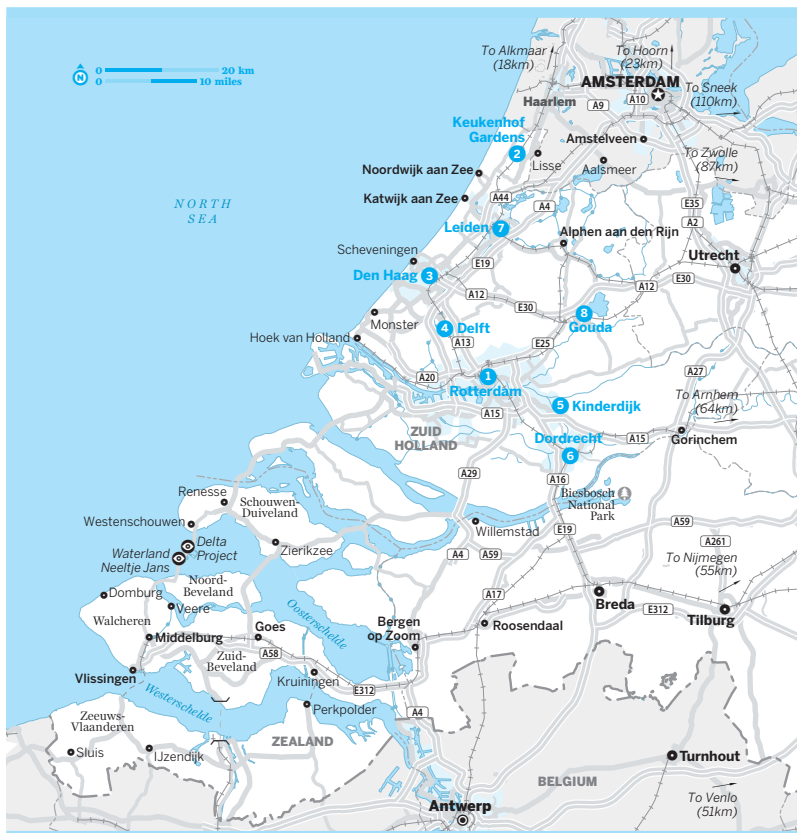 To Alkmaar
(18km)
To Hoorn
(23km)
AMSTERDAM
To Sneek
(110km)
N
0 20 km
0 10 miles
Haarlem
A9
A10
Keukenhof
Gardens
2
Amstelveen
Lisse
Aalsmeer
To Zwolle
(87km)
Noordwijk aan Zee
Katwijk aan Zee
A44
A4
E35
A2
NORTH
SEA
Leiden
7
Alphen aan den Rijn
Scheveningen
E19
Utrecht
Den Haag
3
A12
E30
A12
E30
Monster
4
Delft
8
Gouda
Hoek van Holland
A13
E25
A20
1
Rotterdam
A27
To Arnhem
(64km)
5
Kinderdijk
A15
ZUID
HOLLAND
Dordrecht
6
A15
Gorinchem
A29
A16
Biesbosch
National
Park
Renesse
Schouwen-
Duiveland
Westenschouwen
Willemstad
E19
A59
Delta
Project
Waterland
Neeltje Jans
Zierikzee
A4
A59
A261
To Nijmegen
(55km)
Noord-
Beveland
Domburg
Veere
Walcheren
Oosterschelde
A17
Breda
E312
Tilburg
Middelburg
Goes
Bergen
op Zoom
Roosendaal
A58
Zuid-
Beveland
Vlissingen
Kruiningen
E312
Westerschelde
Perkpolder
A4
Zeeuws-
Vlaanderen
Sluis
IJzendijk
ZEALAND
Turnhout
BELGIUM
To Venlo
(51km)
Antwerp